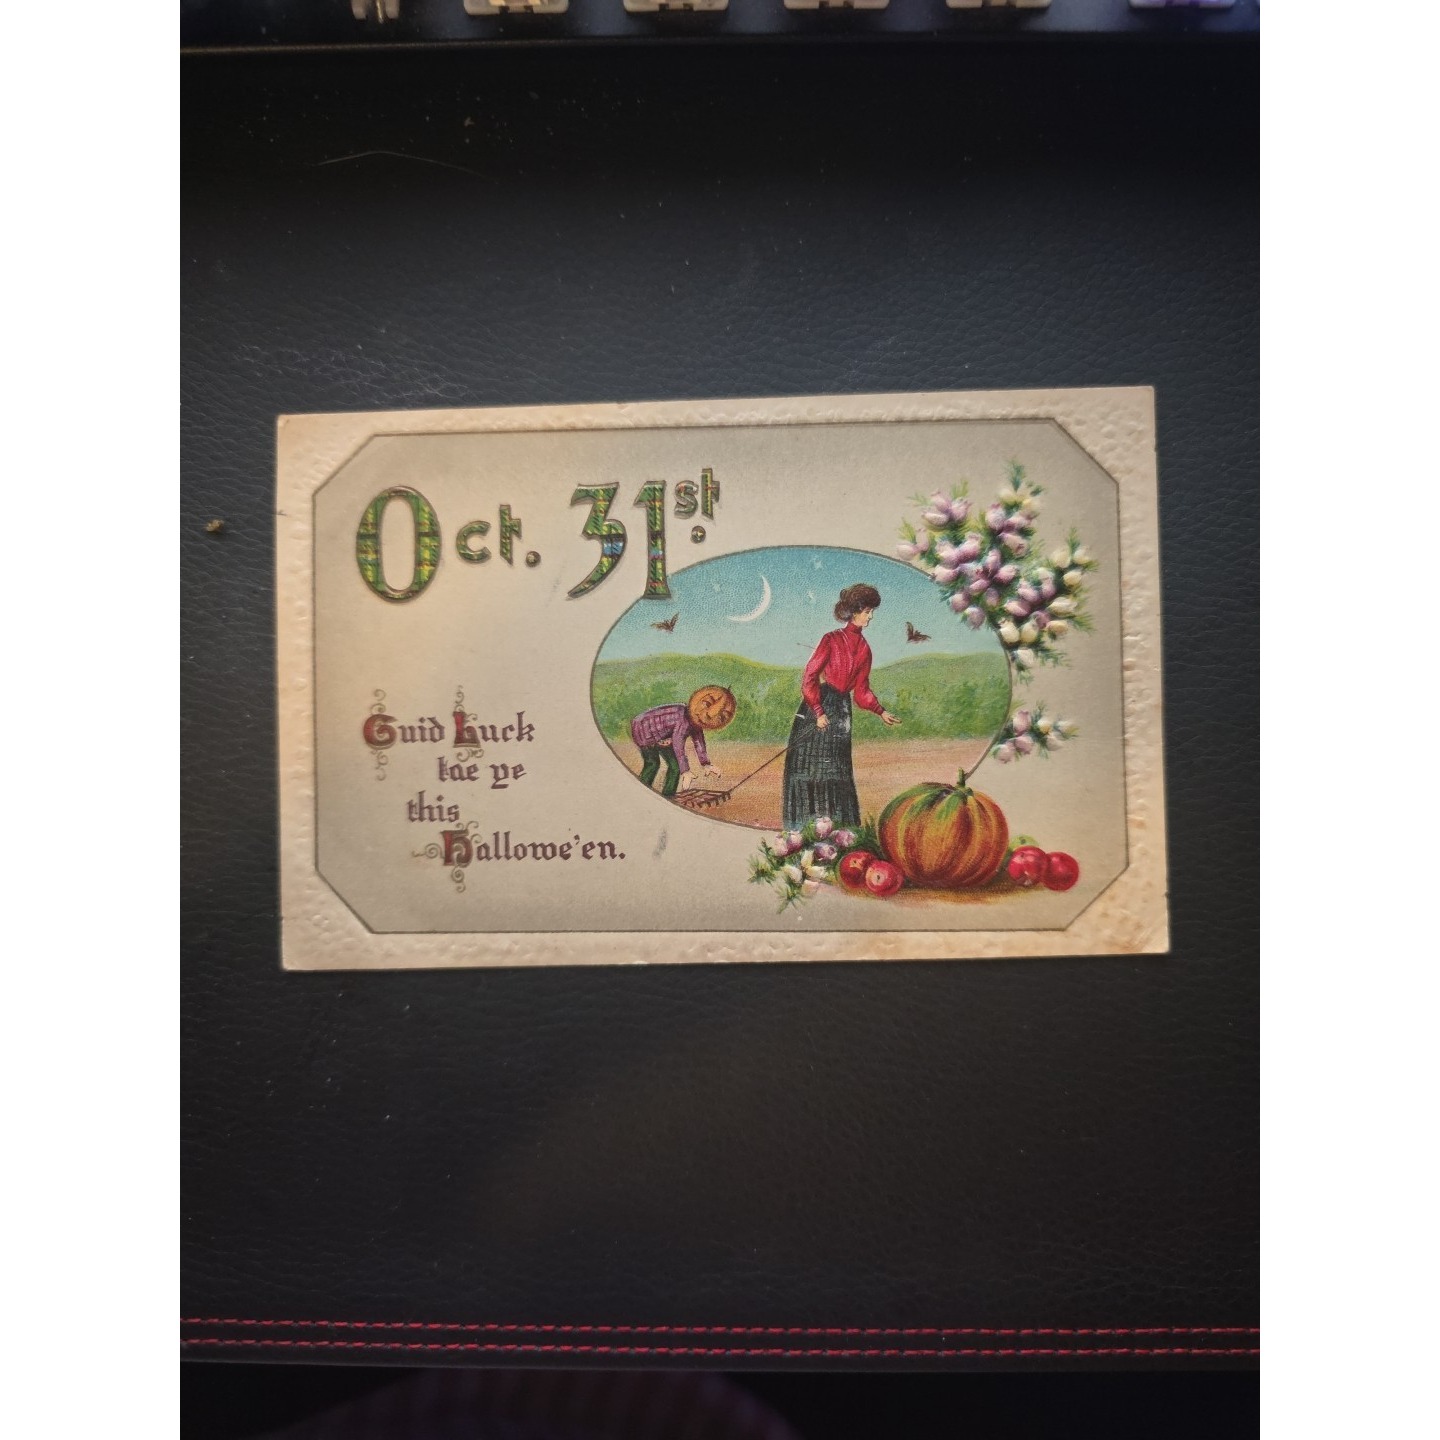 Oct. 31st.
Guid Luck
tae ye
this
Hallowe'en.